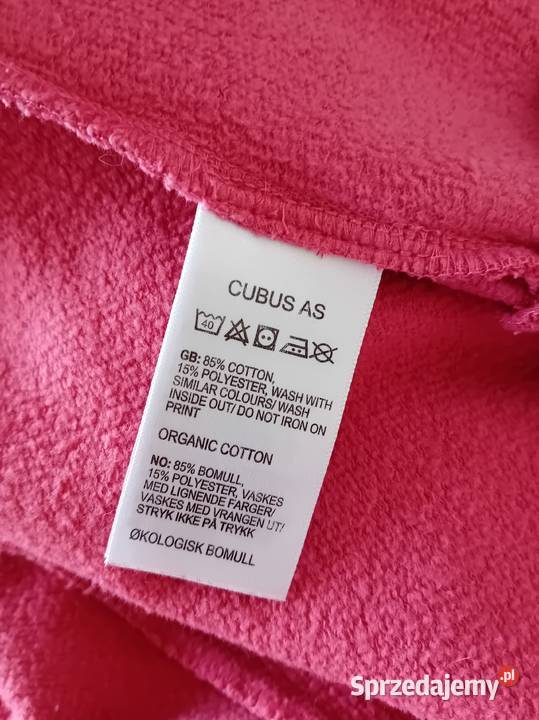 CUBUS AS
40
GB: 85% COTTON,
15% POLYESTER, WASH WITH
SIMILAR COLOURS/ WASH
INSIDE OUT/ DO NOT IRON ON
PRINT
ORGANIC COTTON
NO: 85% BOMULL,
15% POLYESTER, VASKES
MED LIGNENDE FARGER/
VASKES MED VRANGEN UT/
STRYK IKKE PÅ TRYKK
ØKOLOGISK BOMULL
Sprzedajemy.pl